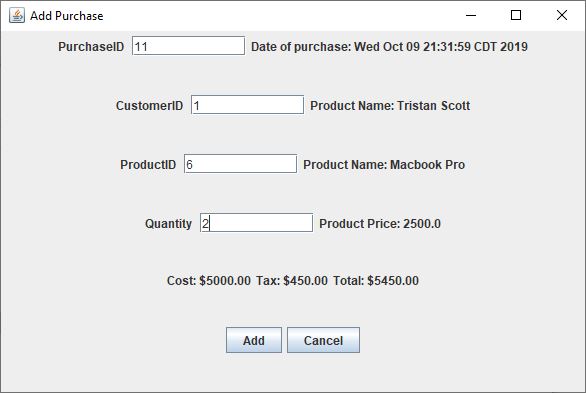 Add Purchase
PurchaseID 11 Date of purchase: Wed Oct 09 21:31:59 CDT 2019
CustomerID 1 Product Name: Tristan Scott
ProductID 6 Product Name: Macbook Pro
Quantity 2 Product Price: 2500.0
Cost: $5000.00 Tax: $450.00 Total: $5450.00
Add Cancel